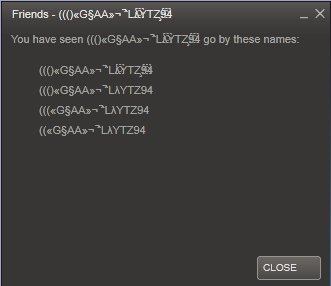 Friends - ((()«G§AA»¬ ̄LλŸTZ94
You have seen ((()«G§AA»¬ ̄LλŸTZ94 go by these names:
((()«G§AA»¬ ̄LλŸTZ94
((()«G§AA»¬ ̄LλYTZ94
(((«G§AA»¬ ̄LλYTZ94
((«G§AA»¬ ̄LλYTZ94
CLOSE